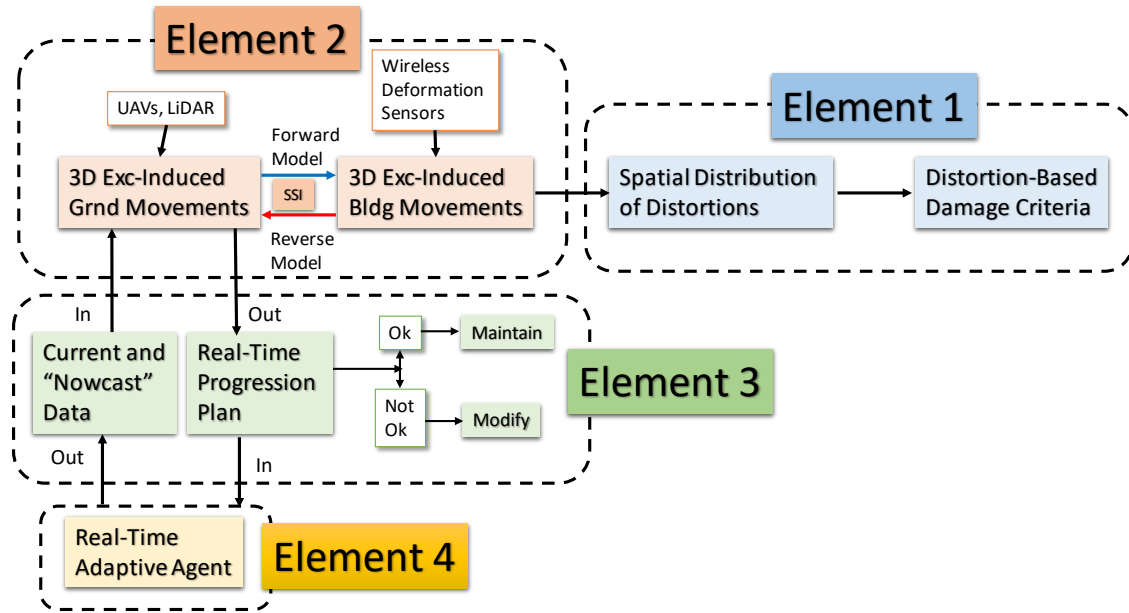 Element 2
UAVs, LiDAR
Wireless
Deformation
Sensors
3D Exc-Induced
Grnd Movements
Forward
Model
SSI
Reverse
Model
3D Exc-Induced
Bldg Movements
Element 1
Spatial Distribution
of Distortions
Distortion-Based
Damage Criteria
In
Out
Current and
“Nowcast”
Data
Real-Time
Progression
Plan
Ok
Maintain
Not
Ok
Modify
Element 3
Out
In
Real-Time
Adaptive Agent
Element 4